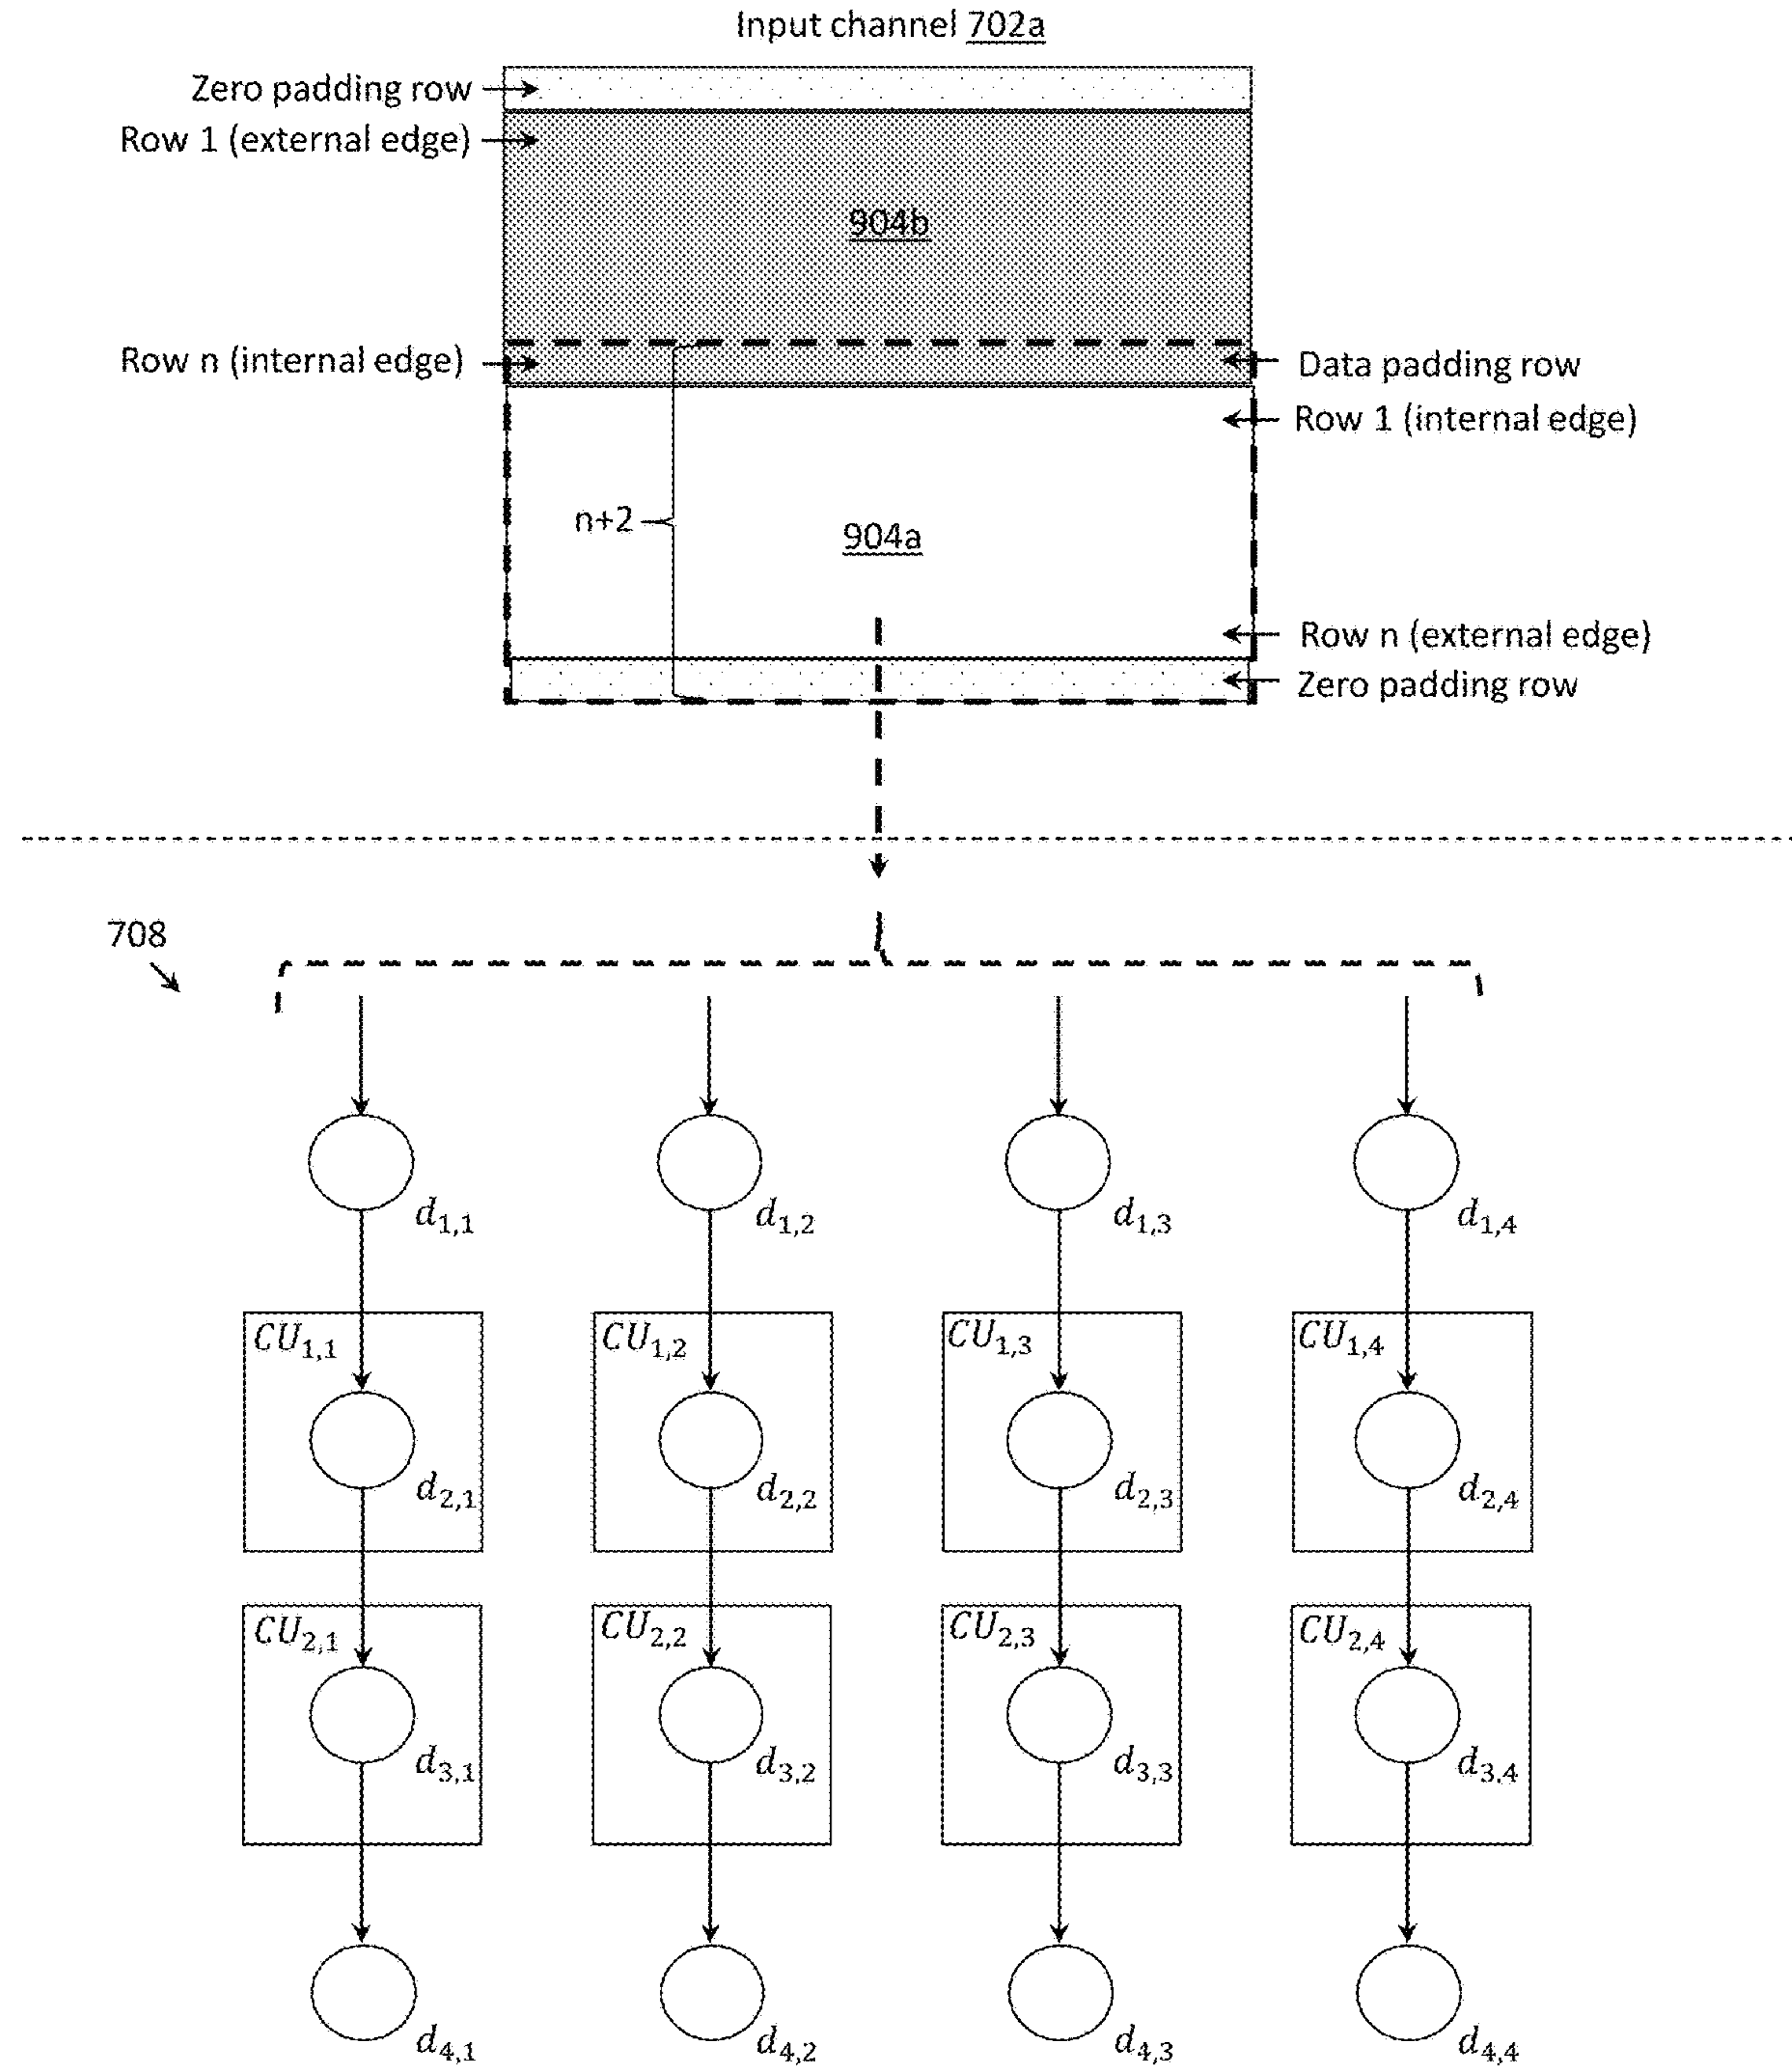 Input channel 702a
Zero padding row
Row 1 (external edge)
904b
Row n (internal edge)
Data padding row
Row 1 (internal edge)
n+2
904a
Row n (external edge)
Zero padding row
708
d1,1 d1,2 d1,3 d1,4
CU1,1 CU1,2 CU1,3 CU1,4
d2,1 d2,2 d2,3 d2,4
CU2,1 CU2,2 CU2,3 CU2,4
d3,1 d3,2 d3,3 d3,4
d4,1 d4,2 d4,3 d4,4